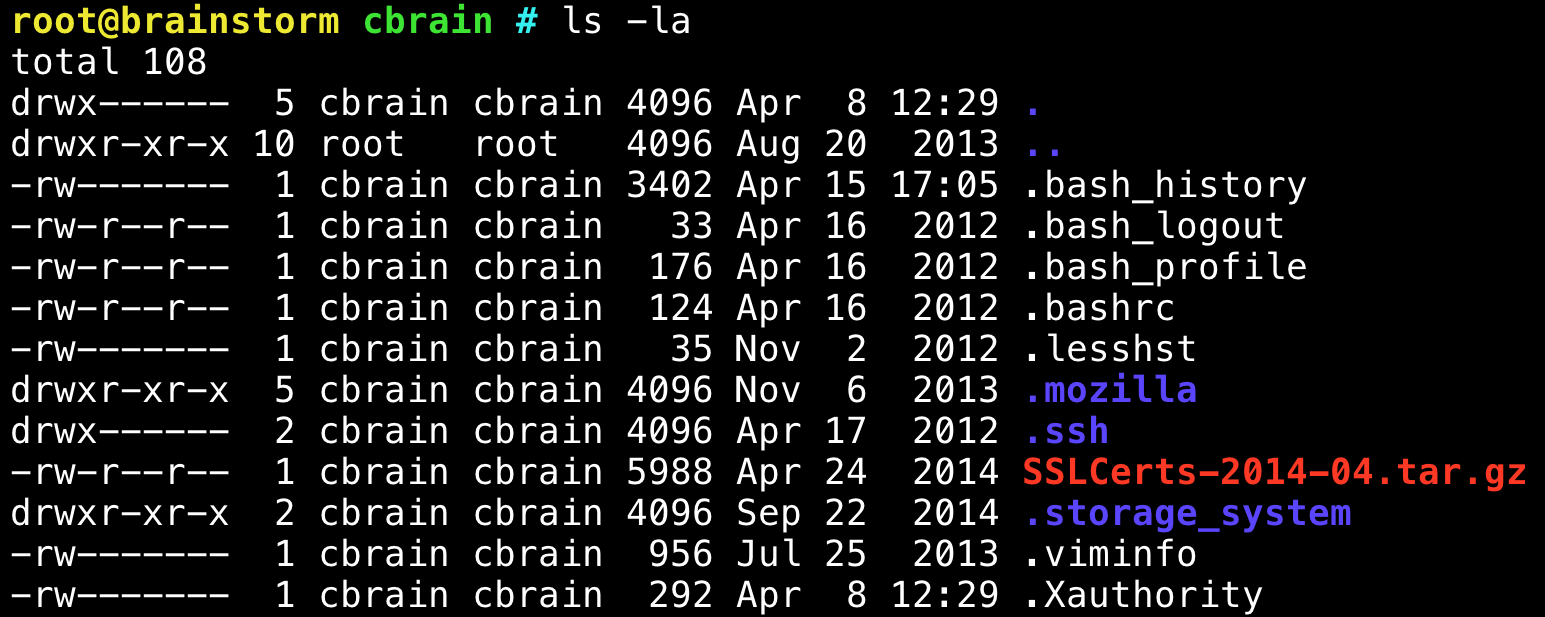 root@brainstorm cbrain # ls -la
total 108
drwx------  5 cbrain cbrain 4096 Apr  8 12:29 .
drwxr-xr-x 10 root   root   4096 Aug 20  2013 ..
-rw-------  1 cbrain cbrain 3402 Apr 15 17:05 .bash_history
-rw-r--r--  1 cbrain cbrain   33 Apr 16  2012 .bash_logout
-rw-r--r--  1 cbrain cbrain  176 Apr 16  2012 .bash_profile
-rw-r--r--  1 cbrain cbrain  124 Apr 16  2012 .bashrc
-rw-------  1 cbrain cbrain   35 Nov  2  2012 .lesshst
drwxr-xr-x  5 cbrain cbrain 4096 Nov  6  2013 .mozilla
drwx------  2 cbrain cbrain 4096 Apr 17  2012 .ssh
-rw-r--r--  1 cbrain cbrain 5988 Apr 24  2014 SSLCerts-2014-04.tar.gz
drwxr-xr-x  2 cbrain cbrain 4096 Sep 22  2014 .storage_system
-rw-------  1 cbrain cbrain  956 Jul 25  2013 .viminfo
-rw-------  1 cbrain cbrain  292 Apr  8 12:29 .Xauthority